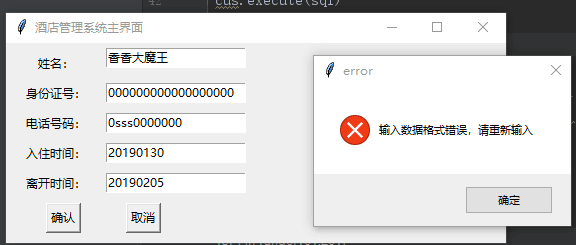 cus.execute(sql)
酒店管理系统主界面
姓名：
香香大魔王
身份证号：
000000000000000000
电话号码：
0sss0000000
入住时间：
20190130
离开时间：
20190205
确认
取消
error
输入数据格式错误，请重新输入
确定